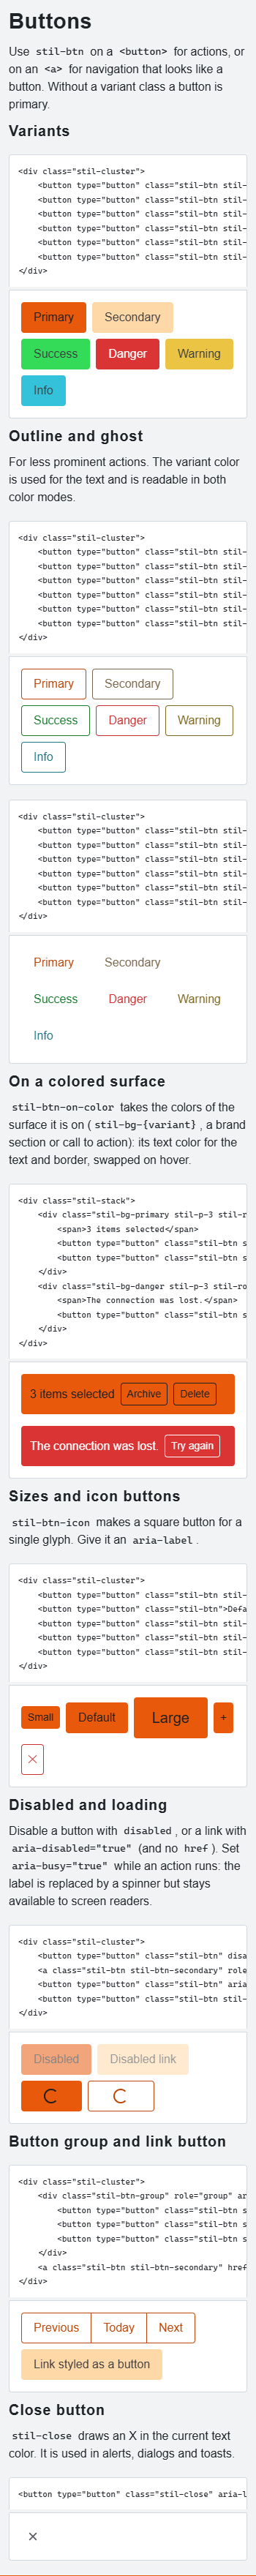 Buttons
Use stil-btn on a <button> for actions, or
on an <a> for navigation that looks like a
button. Without a variant class a button is
primary.
Variants
<div class="stil-cluster">
<button type="button" class="stil-btn stil-
<button type="button" class="stil-btn stil-
<button type="button" class="stil-btn stil-
<button type="button" class="stil-btn stil-
<button type="button" class="stil-btn stil-
<button type="button" class="stil-btn stil-
</div>
Primary Secondary
Success Danger Warning
Info
Outline and ghost
For less prominent actions. The variant color
is used for the text and is readable in both
color modes.
<div class="stil-cluster">
<button type="button" class="stil-btn stil-
<button type="button" class="stil-btn stil-
<button type="button" class="stil-btn stil-
<button type="button" class="stil-btn stil-
<button type="button" class="stil-btn stil-
<button type="button" class="stil-btn stil-
</div>
Primary Secondary
Success Danger Warning
Info
<div class="stil-cluster">
<button type="button" class="stil-btn stil-
<button type="button" class="stil-btn stil-
<button type="button" class="stil-btn stil-
<button type="button" class="stil-btn stil-
<button type="button" class="stil-btn stil-
<button type="button" class="stil-btn stil-
</div>
Primary Secondary
Success Danger Warning
Info
On a colored surface
stil-btn-on-color takes the colors of the
surface it is on ( stil-bg-{variant} , a brand
section or call to action): its text color for the
text and border, swapped on hover.
<div class="stil-stack">
<div class="stil-bg-primary stil-p-3 stil-r
<span>3 items selected</span>
<button type="button" class="stil-btn s
<button type="button" class="stil-btn s
</div>
<div class="stil-bg-danger stil-p-3 stil-ro
<span>The connection was lost.</span>
<button type="button" class="stil-btn s
</div>
</div>
3 items selected Archive Delete
The connection was lost. Try again
Sizes and icon buttons
stil-btn-icon makes a square button for a
single glyph. Give it an aria-label .
<div class="stil-cluster">
<button type="button" class="stil-btn stil-
<button type="button" class="stil-btn">Defa
<button type="button" class="stil-btn stil-
<button type="button" class="stil-btn stil-
<button type="button" class="stil-btn stil-
</div>
Small Default Large +
×
Disabled and loading
Disable a button with disabled , or a link with
aria-disabled="true" (and no href ). Set
aria-busy="true" while an action runs: the
label is replaced by a spinner but stays
available to screen readers.
<div class="stil-cluster">
<button type="button" class="stil-btn" disa
<a class="stil-btn stil-btn-secondary" role
<button type="button" class="stil-btn" aria
<button type="button" class="stil-btn stil-
</div>
Disabled Disabled link
Button group and link button
<div class="stil-cluster">
<div class="stil-btn-group" role="group" ar
<button type="button" class="stil-btn s
<button type="button" class="stil-btn s
<button type="button" class="stil-btn s
</div>
<a class="stil-btn stil-btn-secondary" href
</div>
Previous Today Next
Link styled as a button
Close button
stil-close draws an X in the current text
color. It is used in alerts, dialogs and toasts.
<button type="button" class="stil-close" aria-l
×